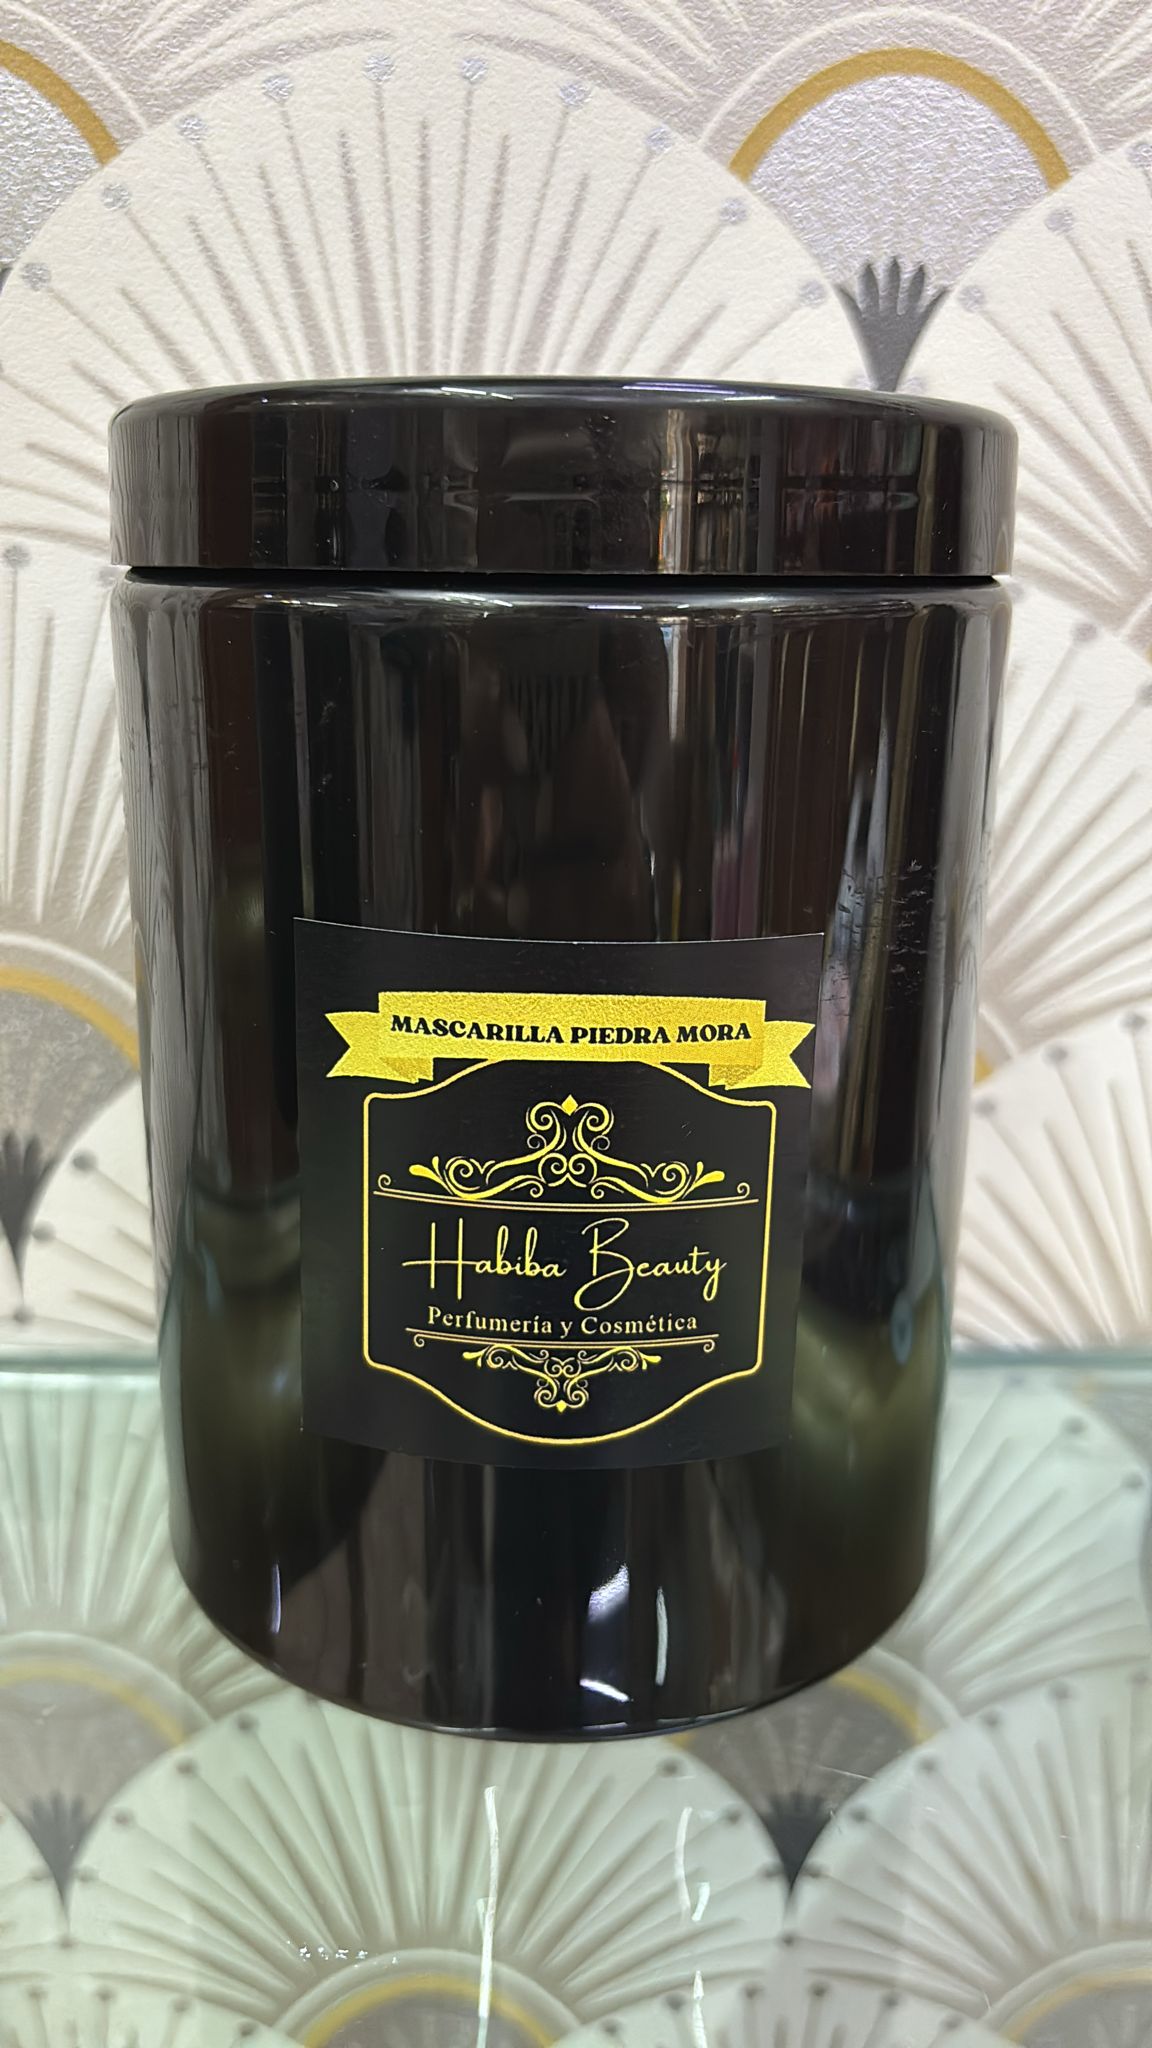 MASCARILLA PIEDRA MORA
Habiba Beauty
Perfumería y Cosmética